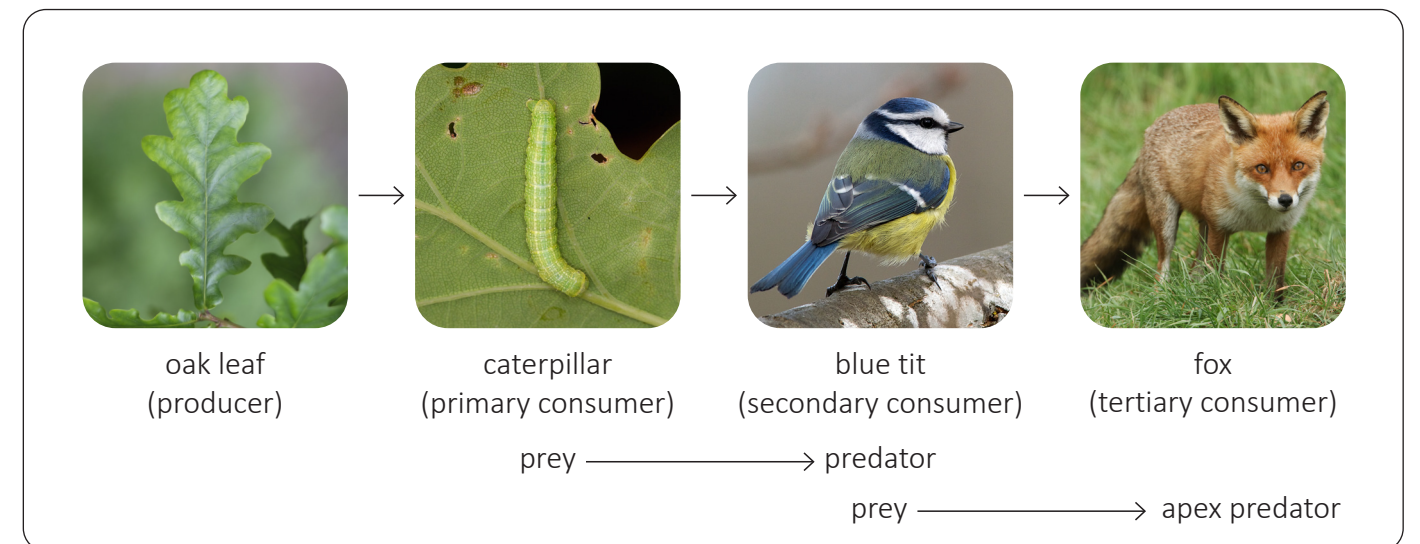 oak leaf
(producer)
caterpillar
(primary consumer)
blue tit
(secondary consumer)
fox
(tertiary consumer)
prey → predator
prey → apex predator